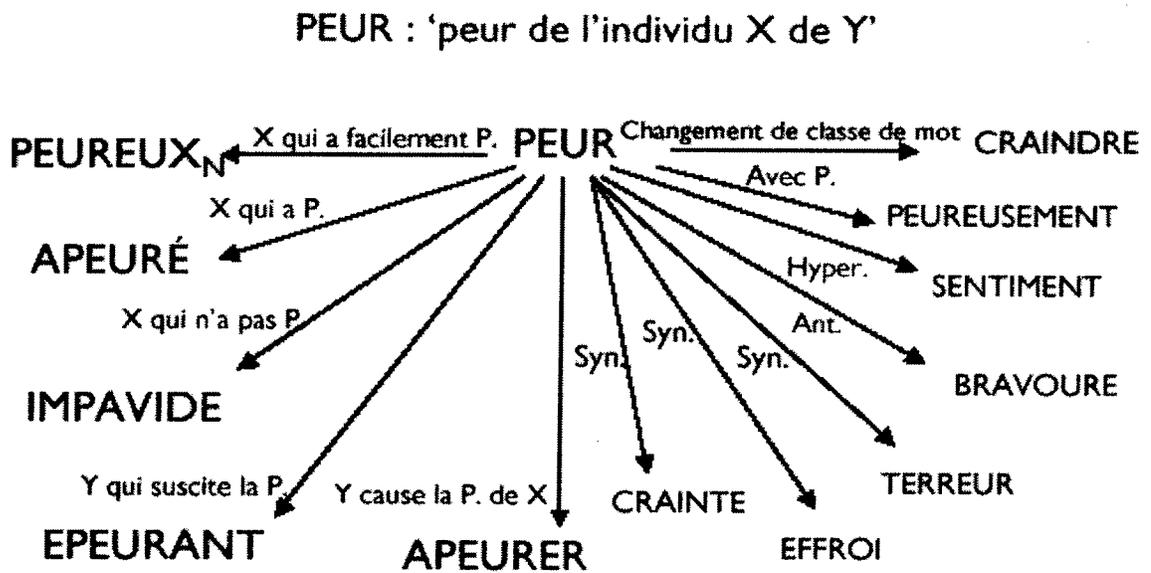 PEUR : ‘peur de l’individu X de Y’
PEUREUX_N X qui a facilement P. PEUR Changement de classe de mot CRAINDRE
Avec P.
X qui a P. PEUREUSEMENT
APEURÉ
Hyper. SENTIMENT
X qui n'a pas P. Syn. Ant.
Syn. Syn.
IMPAVIDE BRAVOURE
Y qui suscite la P. Y cause la P. de X CRAINTE TERREUR
EPEURANT APEURER EFFROI